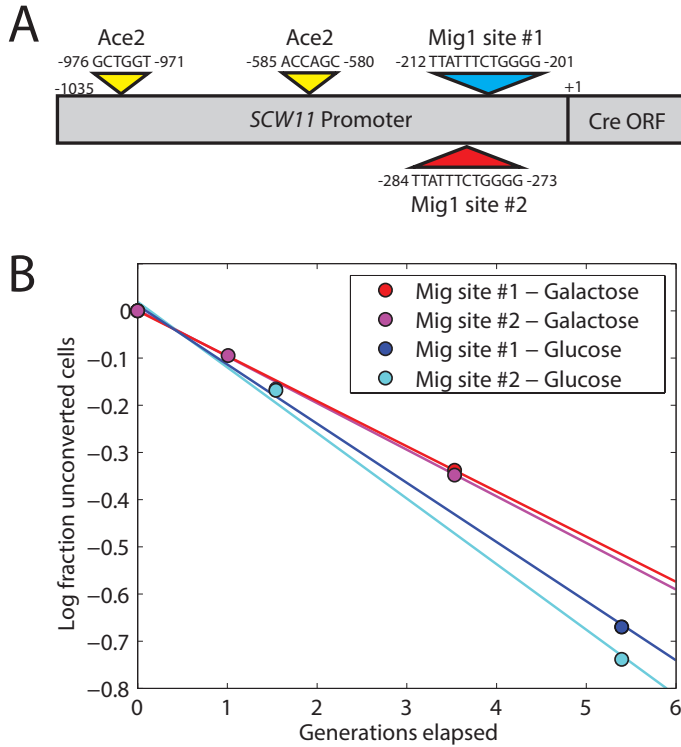 A
Ace2
Ace2
Mig1 site #1
-976 GCTGGT -971
-585 ACCAGC -580
-212 TTATTTCTGGGG -201
-1035
+1
SCW11 Promoter
Cre ORF
-284 TTATTTCTGGGG -273
Mig1 site #2
B
Mig site #1 – Galactose
Mig site #2 – Galactose
Mig site #1 – Glucose
Mig site #2 – Glucose
Log fraction unconverted cells
0
−0.1
−0.2
−0.3
−0.4
−0.5
−0.6
−0.7
−0.8
0 1 2 3 4 5 6
Generations elapsed